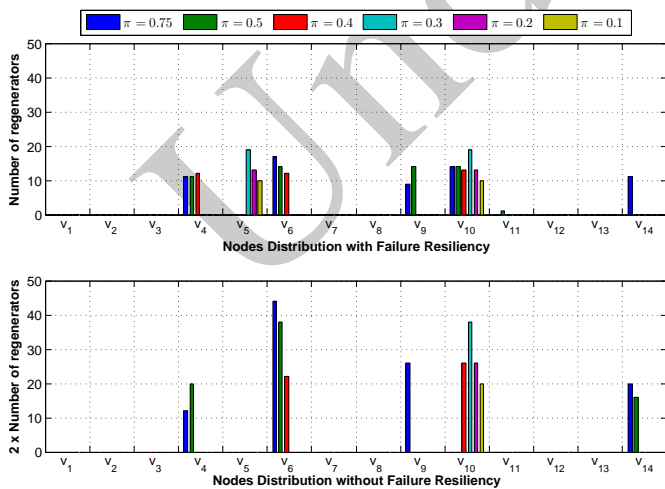 π = 0.75 π = 0.5 π = 0.4 π = 0.3 π = 0.2 π = 0.1
50
40
30
20
10
0
Number of regenerators
v1 v2 v3 v4 v5 v6 v7 v8 v9 v10 v11 v12 v13 v14
Nodes Distribution with Failure Resiliency
50
40
30
20
10
0
2 x Number of regenerators
v1 v2 v3 v4 v5 v6 v7 v8 v9 v10 v11 v12 v13 v14
Nodes Distribution without Failure Resiliency